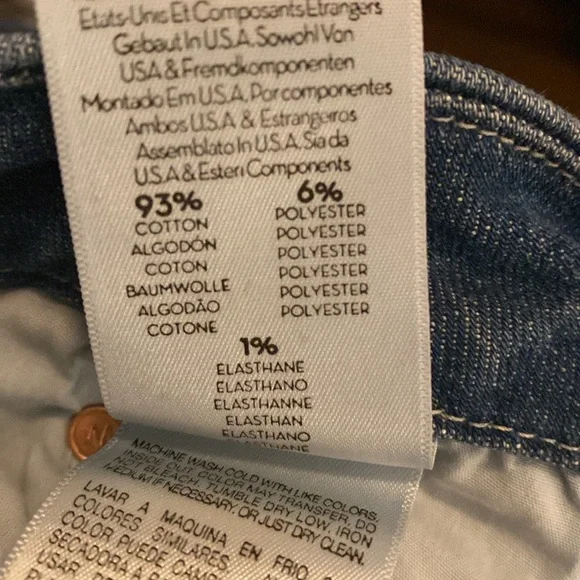 Etats-Unis Et Composants Etrangers
Gebaut In U.S.A. Sowohl Von
USA & Fremdkomponenten
Montado Em U.S.A. Por componentes
Ambos U.S.A & Estrangeiros
Assemblato In U.S.A. Sia da
U.S.A & Esteri Components
93%
COTTON
ALGODÓN
COTON
BAUMWOLLE
ALGODÃO
COTONE
6%
POLYESTER
POLYESTER
POLYESTER
POLYESTER
POLYESTER
POLYESTER
1%
ELASTHANE
ELASTHANO
ELASTHANNE
ELASTHAN
ELASTHANO
ELASTHANE
MACHINE WASH COLD WITH LIKE COLORS,
INSIDE OUT. COLOR MAY TRANSFER. DO
NOT BLEACH. TUMBLE DRY LOW, IRON
MEDIUM IF NECESSARY, OR JUST DRY CLEAN.
LAVAR A MAQUINA EN FRIO
COLORES SIMILARES
COLOR PUEDE
SECADORA A
USAR